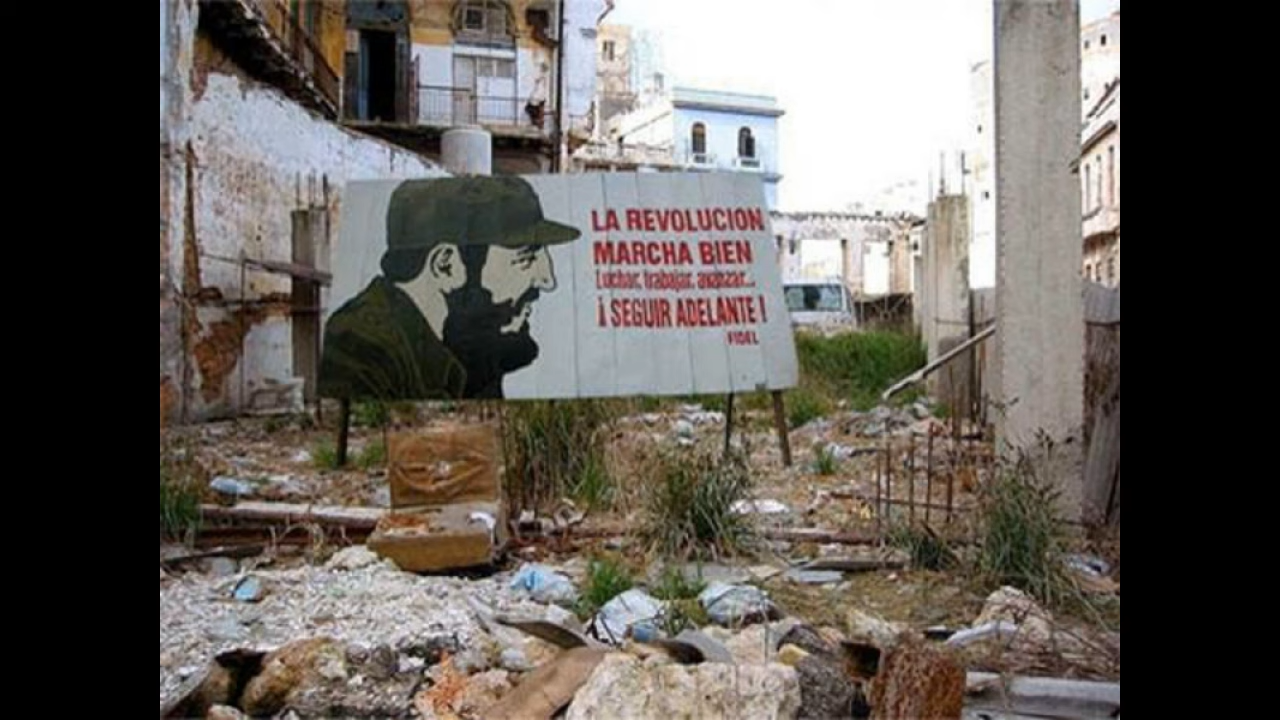 LA REVOLUCION
MARCHA BIEN
Luchar, trabajar, avanzar...
¡ SEGUIR ADELANTE !
FIDEL